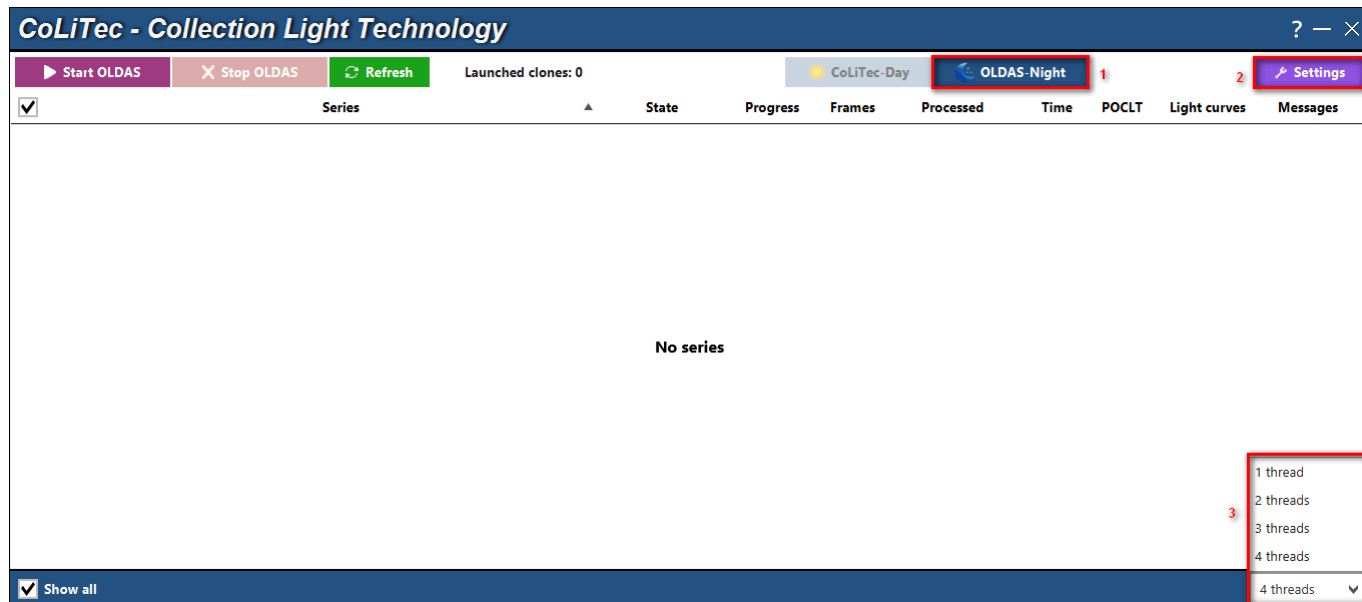 CoLiTec - Collection Light Technology ?
Start OLDAS Stop OLDAS Refresh Launched clones: 0 CoLiTec-Day OLDAS-Night 1 2 Settings
Series State Progress Frames Processed Time POCLT Light curves Messages
No series
1 thread
2 threads
3
3 threads
4 threads
Show all 4 threads